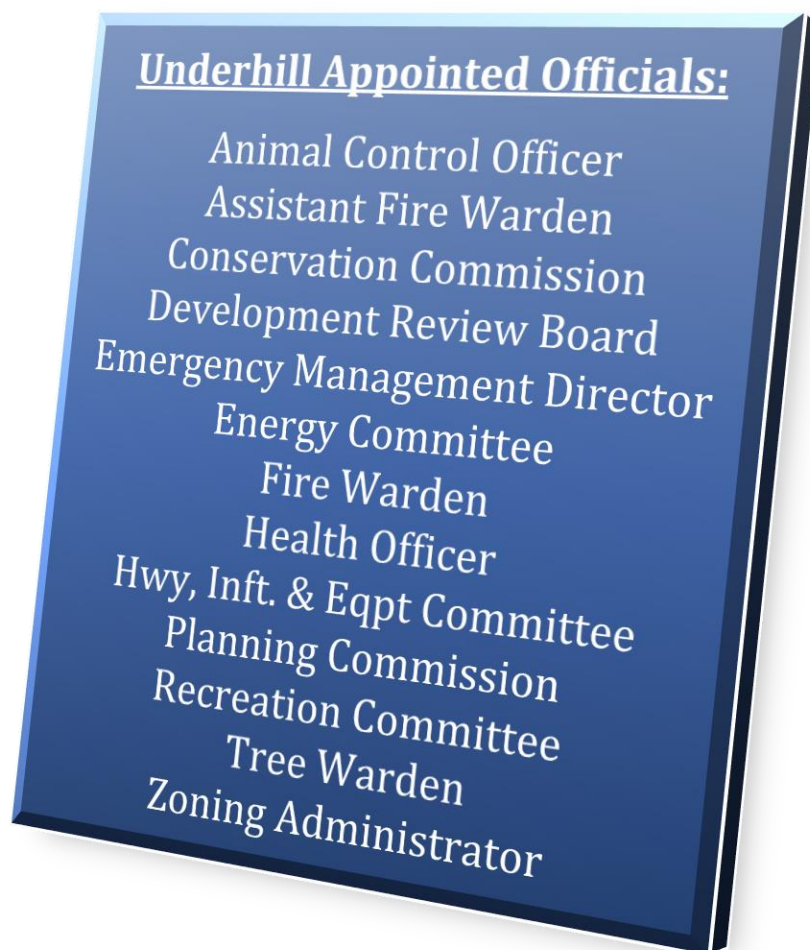 Underhill Appointed Officials:
Animal Control Officer
Assistant Fire Warden
Conservation Commission
Development Review Board
Emergency Management Director
Energy Committee
Fire Warden
Health Officer
Hwy, Inft. & Eqpt Committee
Planning Commission
Recreation Committee
Tree Warden
Zoning Administrator